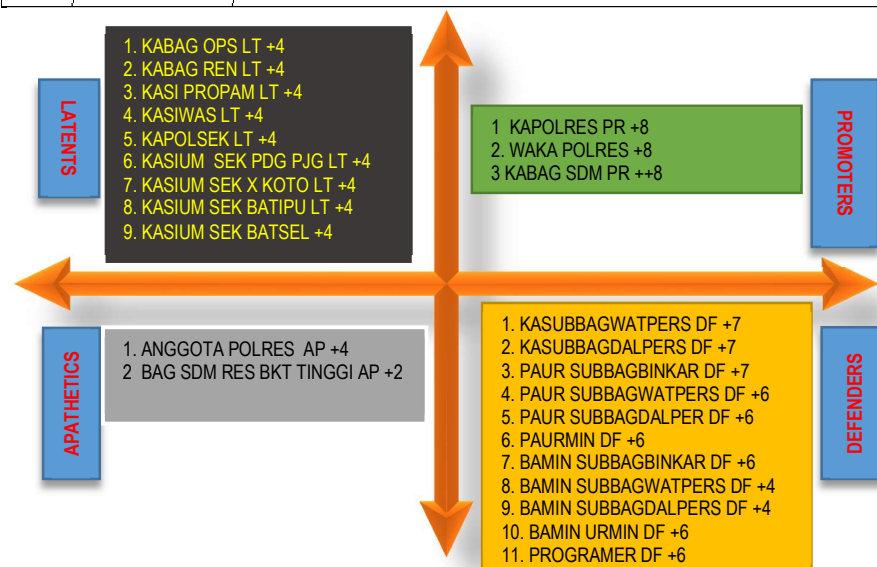 LATENTS
1. KABAG OPS LT +4
2. KABAG REN LT +4
3. KASI PROPAM LT +4
4. KASIWAS LT +4
5. KAPOLSEK LT +4
6. KASIUM SEK PDG PJG LT +4
7. KASIUM SEK X KOTO LT +4
8. KASIUM SEK BATIPU LT +4
9. KASIUM SEK BATSEL +4
1 KAPOLRES PR +8
2. WAKA POLRES +8
3 KABAG SDM PR ++8
PROMOTERS
APATHETICS
1. ANGGOTA POLRES AP +4
2 BAG SDM RES BKT TINGGI AP +2
1. KASUBBAGWATPERS DF +7
2. KASUBBAGDALPERS DF +7
3. PAUR SUBBAGBINKAR DF +7
4. PAUR SUBBAGWATPERS DF +6
5. PAUR SUBBAGDALPER DF +6
6. PAURMIN DF +6
7. BAMIN SUBBAGBINKAR DF +6
8. BAMIN SUBBAGWATPERS DF +4
9. BAMIN SUBBAGDALPERS DF +4
10. BAMIN URMIN DF +6
11. PROGRAMER DF +6
DEFENDERS